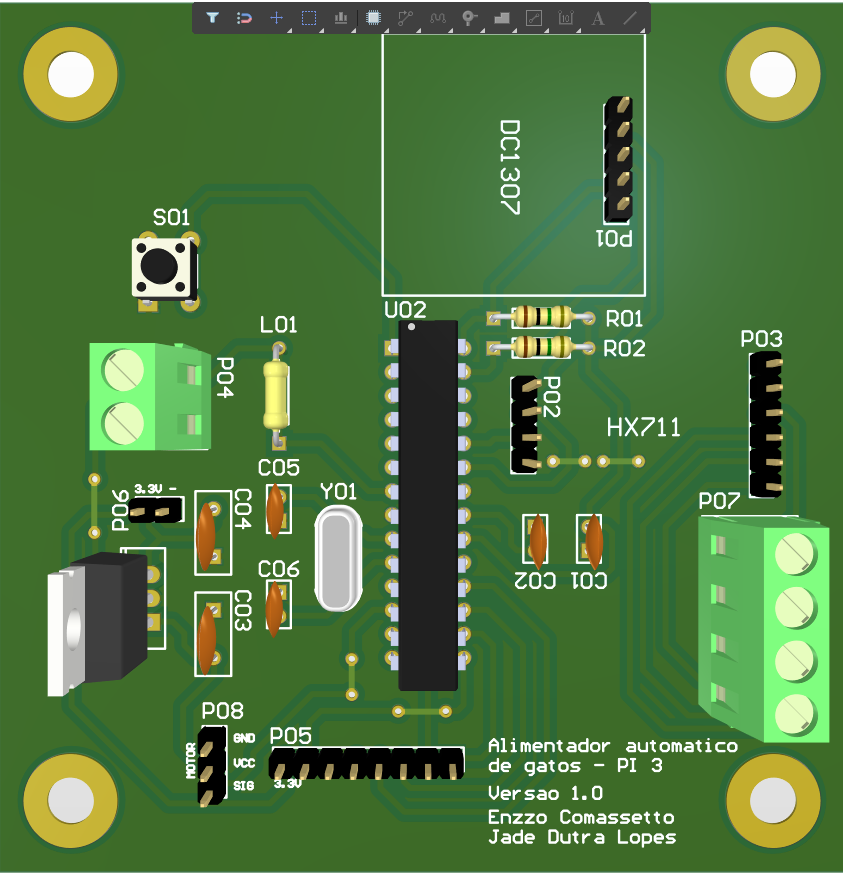 DC1307
P01
S01
U02
R01
R02
L01
P04
P02
P03
HX711
C05
Y01
P07
3.3V -
P06
C04
C06
C02
C01
C03
P08
GND
MOTOR
VCC
SIG
P05
3.3V
Alimentador automatico
de gatos - PI 3
Versao 1.0
Enzzo Comassetto
Jade Dutra Lopes